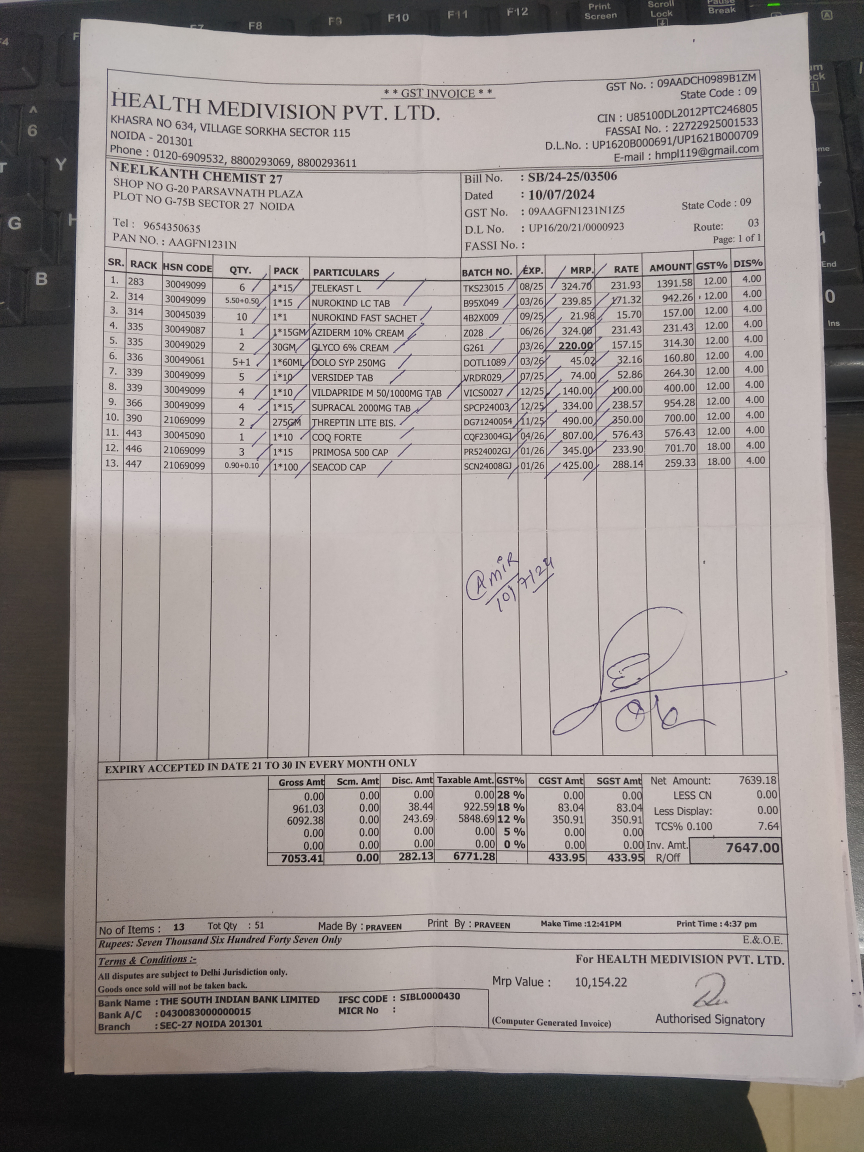 F8
F9
F10
F11
F12
Print Screen
Scroll Lock
Pause Break
6
Y
G
B
End
0
Ins
* * GST INVOICE * *
HEALTH MEDIVISION PVT. LTD.
KHASRA NO 634, VILLAGE SORKHA SECTOR 115
NOIDA - 201301
Phone : 0120-6909532, 8800293069, 8800293611
GST No. : 09AADCH0989B1ZM
State Code : 09
CIN : U85100DL2012PTC246805
FASSAI No. : 22722925001533
D.L.No. : UP1620B000691/UP1621B000709
E-mail : hmpl119@gmail.com
NEELKANTH CHEMIST 27
SHOP NO G-20 PARSAVNATH PLAZA
PLOT NO G-75B SECTOR 27 NOIDA
Tel : 9654350635
PAN NO. : AAGFN1231N
Bill No. : SB/24-25/03506
Dated : 10/07/2024
GST No. : 09AAGFN1231N1Z5 State Code : 09
D.L No. : UP16/20/21/0000923 Route: 03
FASSI No. : Page: 1 of 1
SR. RACK HSN CODE QTY. PACK PARTICULARS BATCH NO. EXP. MRP. RATE AMOUNT GST% DIS%
1. 283 30049099 6 1*15 TELEKAST L TKS23015 08/25 324.70 231.93 1391.58 12.00 4.00
2. 314 30049099 5.50+0.50 1*15 NUROKIND LC TAB B95X049 03/26 239.85 171.32 942.26 12.00 4.00
3. 314 30045039 10 1*1 NUROKIND FAST SACHET 4B2X009 09/25 21.98 15.70 157.00 12.00 4.00
4. 335 30049087 1 1*15GM AZIDERM 10% CREAM Z028 06/26 324.00 231.43 231.43 12.00 4.00
5. 335 30049029 2 30GM GLYCO 6% CREAM G261 03/26 220.00 157.15 314.30 12.00 4.00
6. 336 30049061 5+1 1*60ML DOLO SYP 250MG DOTL1089 03/26 45.02 32.16 160.80 12.00 4.00
7. 339 30049099 5 1*10 VERSIDEP TAB VRDR029 07/25 74.00 52.86 264.30 12.00 4.00
8. 339 30049099 4 1*10 VILDAPRIDE M 50/1000MG TAB VICS0027 12/25 140.00 100.00 400.00 12.00 4.00
9. 366 30049099 4 1*15 SUPRACAL 2000MG TAB SPCP24003 12/25 334.00 238.57 954.28 12.00 4.00
10. 390 21069099 2 275GM THREPTIN LITE BIS. DG71240054 11/25 490.00 350.00 700.00 12.00 4.00
11. 443 30045090 1 1*10 COQ FORTE CQF23004G 04/26 807.00 576.43 576.43 12.00 4.00
12. 446 21069099 3 1*15 PRIMOSA 500 CAP PR524002GJ 01/26 345.00 233.90 701.70 18.00 4.00
13. 447 21069099 0.90+0.10 1*100 SEACOD CAP SCN24008GJ 01/26 425.00 288.14 259.33 18.00 4.00
Amir
10/7/24
EXPIRY ACCEPTED IN DATE 21 TO 30 IN EVERY MONTH ONLY
Gross Amt Scm. Amt Disc. Amt Taxable Amt. GST% CGST Amt SGST Amt Net Amount: 7639.18
0.00 0.00 0.00 0.00 28 % 0.00 0.00 LESS CN 0.00
961.03 0.00 38.44 922.59 18 % 83.04 83.04 Less Display: 0.00
6092.38 0.00 243.69 5848.69 12 % 350.91 350.91 TCS% 0.100 7.64
0.00 0.00 0.00 0.00 5 % 0.00 0.00
0.00 0.00 0.00 0.00 0 % 0.00 0.00 Inv. Amt. 7647.00
7053.41 0.00 282.13 6771.28 433.95 433.95 R/Off
No of Items : 13 Tot Qty : 51 Made By : PRAVEEN Print By : PRAVEEN Make Time :12:41PM Print Time : 4:37 pm
Rupees: Seven Thousand Six Hundred Forty Seven Only E.&.O.E.
Terms & Conditions :-
All disputes are subject to Delhi Jurisdiction only.
Goods once sold will not be taken back.
Bank Name : THE SOUTH INDIAN BANK LIMITED IFSC CODE : SIBL0000430
Bank A/C : 0430083000000015 MICR No :
Branch : SEC-27 NOIDA 201301
For HEALTH MEDIVISION PVT. LTD.
Mrp Value : 10,154.22
(Computer Generated Invoice)
Authorised Signatory